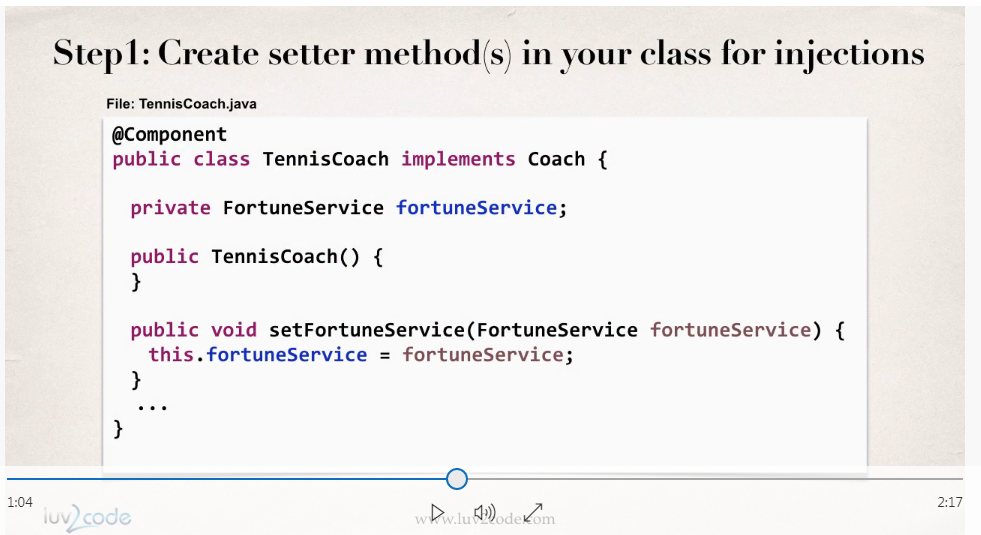 Step1: Create setter method(s) in your class for injections
File: TennisCoach.java
@Component
public class TennisCoach implements Coach {
private FortuneService fortuneService;
public TennisCoach() {
}
public void setFortuneService(FortuneService fortuneService) {
this.fortuneService = fortuneService;
}
...
}
1:04
2:17
luv2code
www.luv2code.com